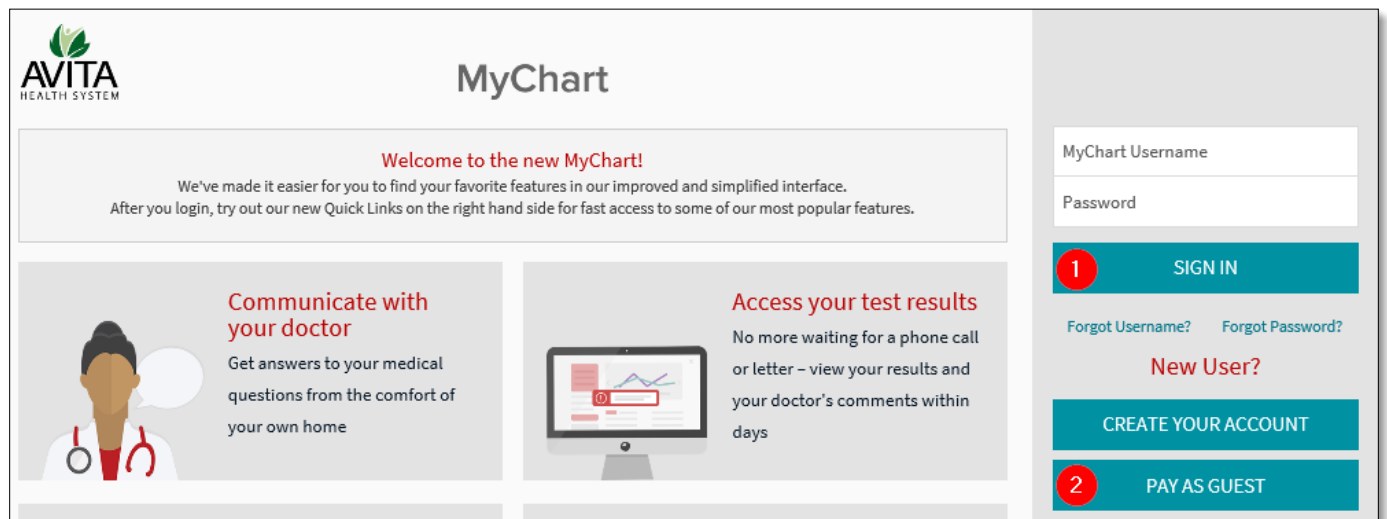 AVITA
HEALTH SYSTEM
MyChart
Welcome to the new MyChart!
We've made it easier for you to find your favorite features in our improved and simplified interface.
After you login, try out our new Quick Links on the right hand side for fast access to some of our most popular features.
Communicate with
your doctor
Get answers to your medical
questions from the comfort of
your own home
Access your test results
No more waiting for a phone call
or letter – view your results and
your doctor's comments within
days
MyChart Username
Password
1 SIGN IN
Forgot Username? Forgot Password?
New User?
CREATE YOUR ACCOUNT
2 PAY AS GUEST